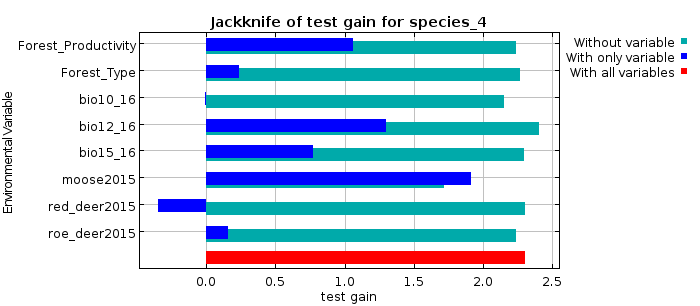 Jackknife of test gain for species_4
Environmental Variable
Forest_Productivity
Forest_Type
bio10_16
bio12_16
bio15_16
moose2015
red_deer2015
roe_deer2015
0.0 0.5 1.0 1.5 2.0 2.5
test gain
Without variable
With only variable
With all variables